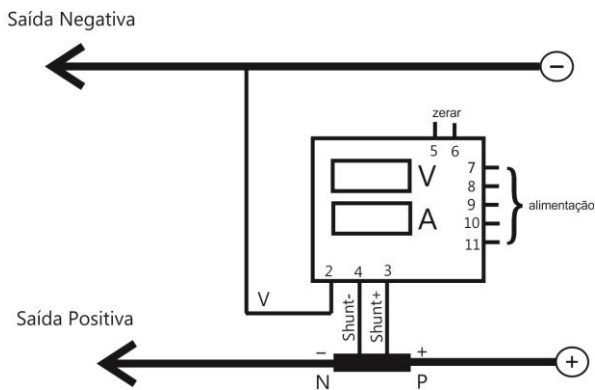 Saída Negativa
−
zerar
5 6
V
7
8
9
10
11
alimentação
A
2 4 3
V
Shunt-
Shunt+
Saída Positiva
− +
N P
+